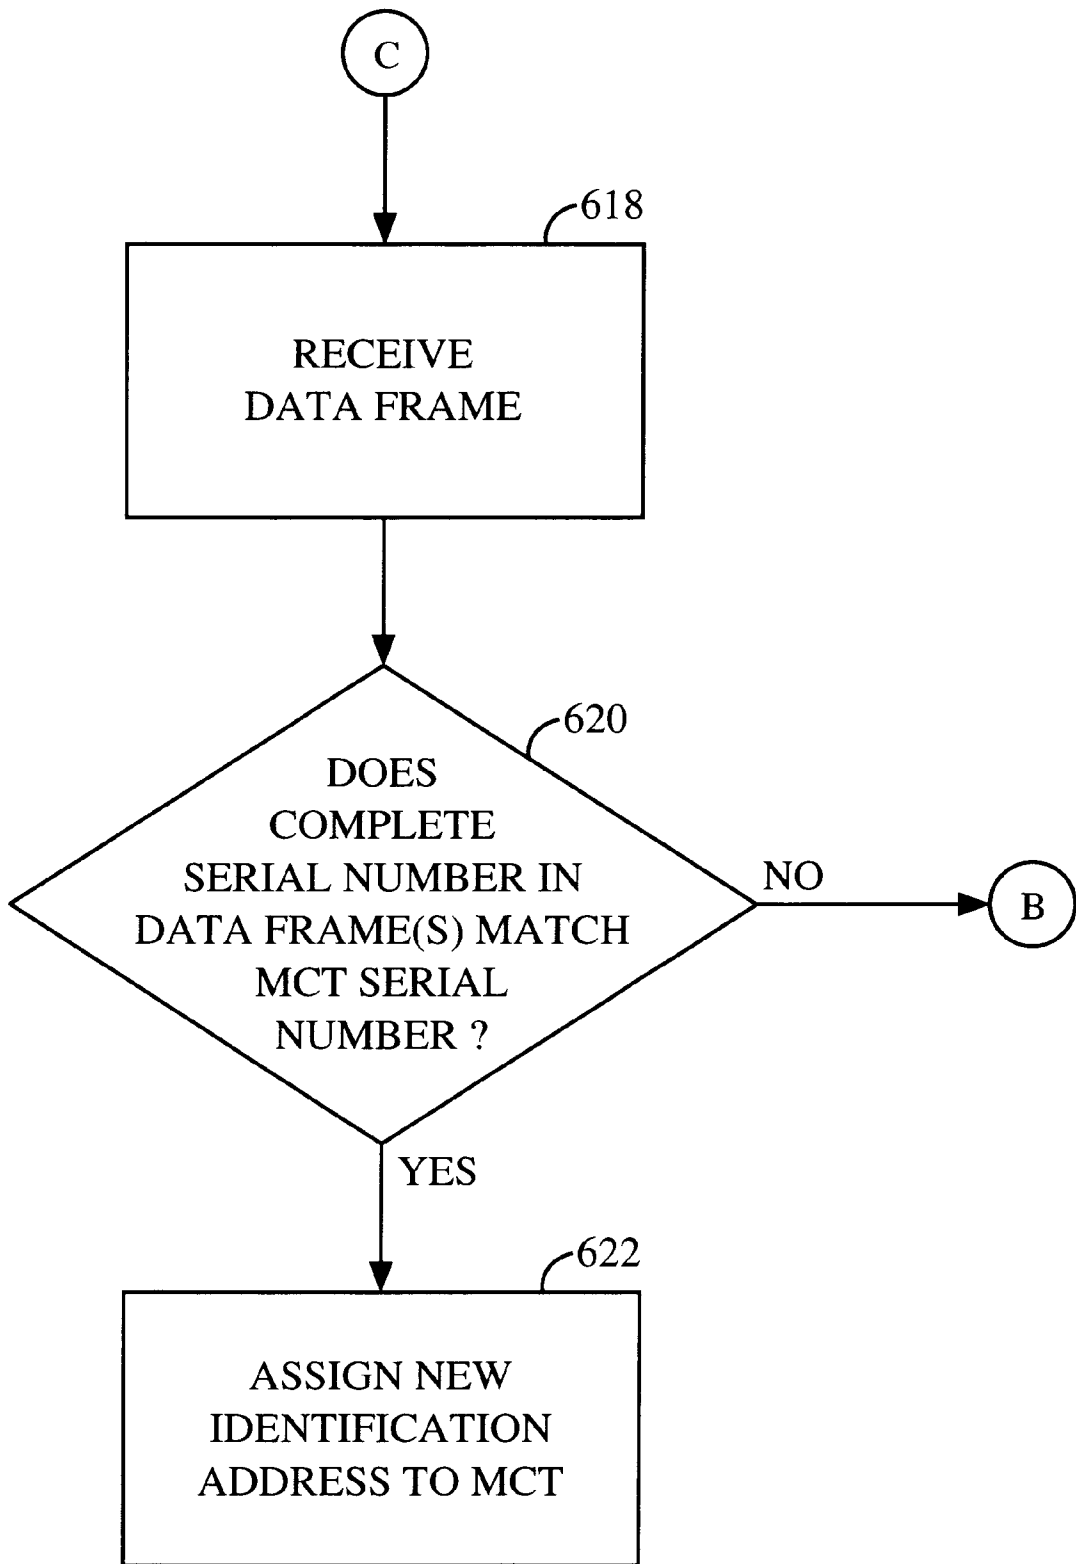 C
618
RECEIVE
DATA FRAME
620
DOES
COMPLETE
SERIAL NUMBER IN
DATA FRAME(S) MATCH
MCT SERIAL
NUMBER ?
NO
B
YES
622
ASSIGN NEW
IDENTIFICATION
ADDRESS TO MCT